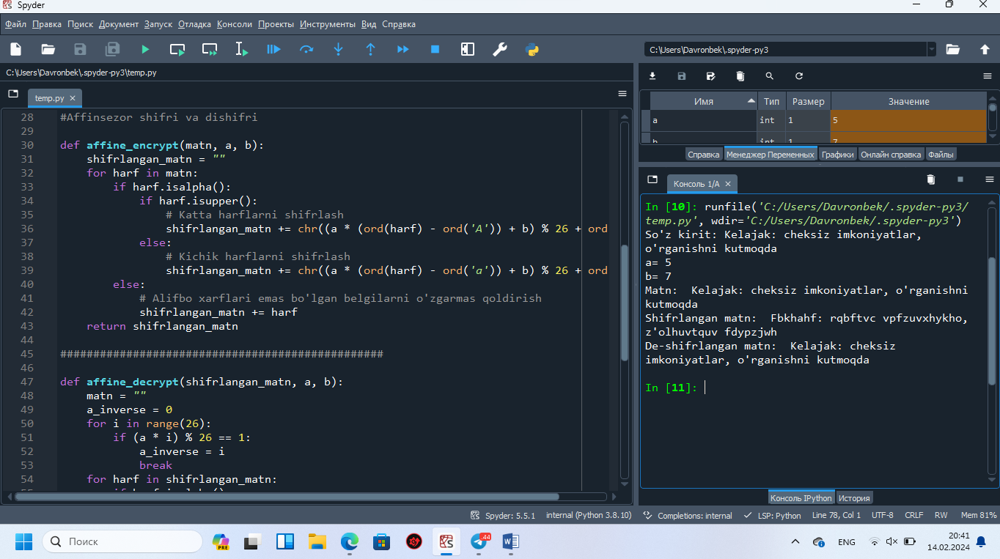 Spyder
Файл Правка Поиск Документ Запуск Отладка Консоли Проекты Инструменты Вид Справка
C:\Users\Davronbek\.spyder-py3
C:\Users\Davronbek\.spyder-py3\temp.py
temp.py
28 #Affinsezor shifri va dishifri
29
30 def affine_encrypt(matn, a, b):
31 shifrlangan_matn = ""
32 for harf in matn:
33 if harf.isalpha():
34 if harf.isupper():
35 # Katta harflarni shifrlash
36 shifrlangan_matn += chr((a * (ord(harf) - ord('A')) + b) % 26 + ord
37 else:
38 # Kichik harflarni shifrlash
39 shifrlangan_matn += chr((a * (ord(harf) - ord('a')) + b) % 26 + ord
40 else:
41 # Alifbo xarflari emas bo'lgan belgilarni o'zgarmas qoldirish
42 shifrlangan_matn += harf
43 return shifrlangan_matn
44
45 #################################################
46
47 def affine_decrypt(shifrlangan_matn, a, b):
48 matn = ""
49 a_inverse = 0
50 for i in range(26):
51 if (a * i) % 26 == 1:
52 a_inverse = i
53 break
54 for harf in shifrlangan_matn:
Имя Тип Размер Значение
a int 1 5
b int 1 7
Справка Менеджер Переменных Графики Онлайн справка Файлы
Консоль 1/A
In [10]: runfile('C:/Users/Davronbek/.spyder-py3/
temp.py', wdir='C:/Users/Davronbek/.spyder-py3')
So'z kirit: Kelajak: cheksiz imkoniyatlar,
o'rganishni kutmoqda
a= 5
b= 7
Matn: Kelajak: cheksiz imkoniyatlar, o'rganishni
kutmoqda
Shifrlangan matn: Fbkhahf: rqbftvc vpfzuvxhykho,
z'olhuvtquv fdypzjwh
De-shifrlangan matn: Kelajak: cheksiz
imkoniyatlar, o'rganishni kutmoqda
In [11]:
Консоль IPython История
Spyder: 5.5.1 internal (Python 3.8.10) Completions: internal LSP: Python Line 78, Col 1 UTF-8 CRLF RW Mem 81%
Поиск
PRE
44
ENG
20:41
14.02.2024